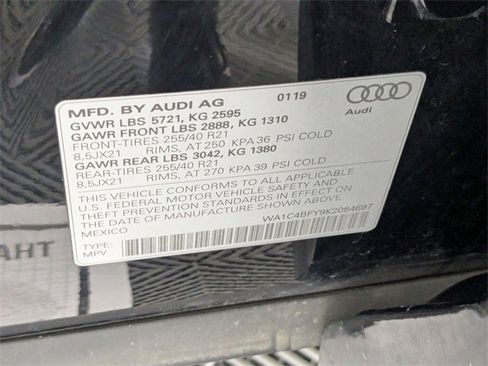 MFD. BY AUDI AG 0119
GVWR LBS 5721, KG 2595
GAWR FRONT LBS 2888, KG 1310
FRONT-TIRES 255/40 R21
8,5JX21 RIMS, AT 250 KPA 36 PSI COLD
GAWR REAR LBS 3042, KG 1380
REAR-TIRES 255/40 R21
8,5JX21 RIMS, AT 270 KPA 39 PSI COLD
THIS VEHICLE CONFORMS TO ALL APPLICABLE
U.S. FEDERAL MOTOR VEHICLE SAFETY AND
THEFT PREVENTION STANDARDS IN EFFECT
ON THE DATE OF MANUFACTURE SHOWN ABOVE
MEXICO WA1C4BFY9K2054697
TYPE:
MPV
Audi
THA